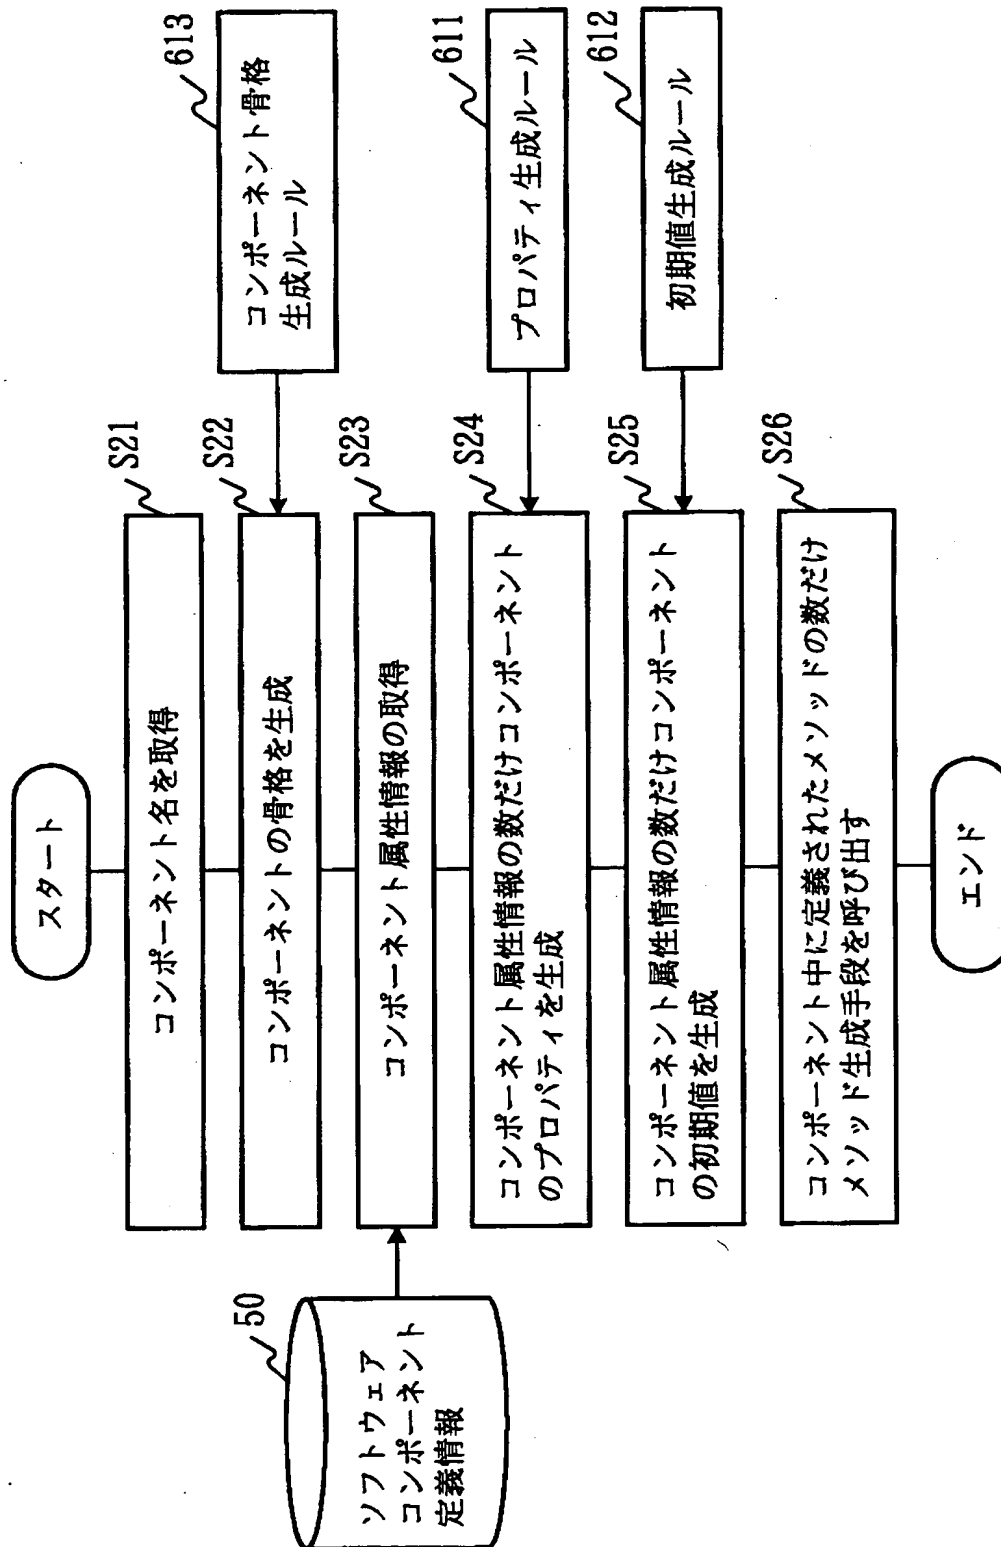 スタート
コンポーネント名を取得
S21
コンポーネントの骨格を生成
S22
コンポーネント骨格
生成ルール
613
ソフトウェア
コンポーネント
定義情報
50
コンポーネント属性情報の取得
S23
コンポーネント属性情報の数だけコンポーネント
のプロパティを生成
S24
プロパティ生成ルール
611
コンポーネント属性情報の数だけコンポーネント
の初期値を生成
S25
初期値生成ルール
612
コンポーネント中に定義されたメソッドの数だけ
メソッド生成手段を呼び出す
S26
エンド